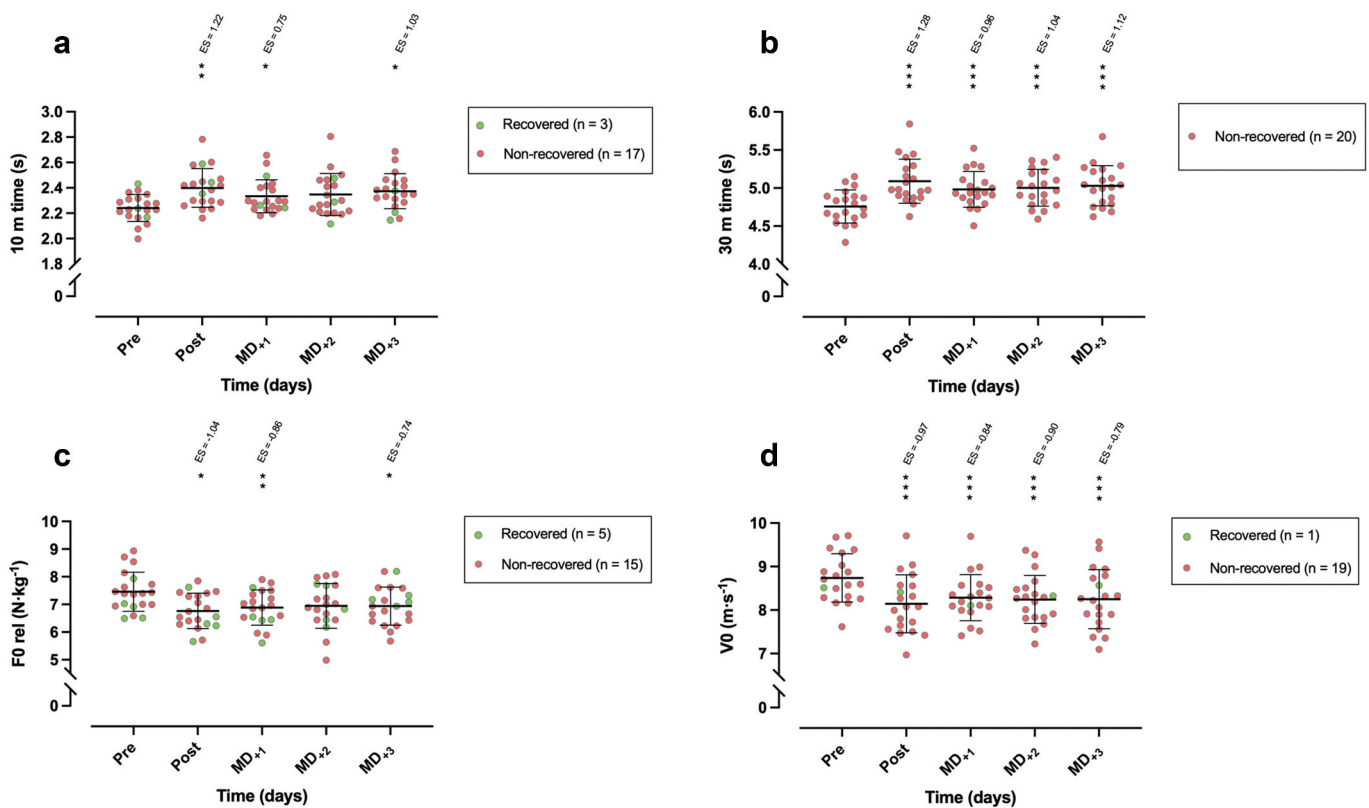 a
ES = 1.22
**
ES = 0.75
*
ES = 1.03
*
10 m time (s)
3.0
2.8
2.6
2.4
2.2
2.0
1.8
0
Recovered (n = 3)
Non-recovered (n = 17)
Pre
Post
MD+1
MD+2
MD+3
Time (days)
b
ES = 1.28
***
ES = 0.96
***
ES = 1.04
***
ES = 1.12
***
30 m time (s)
6.0
5.5
5.0
4.5
4.0
0
Non-recovered (n = 20)
Pre
Post
MD+1
MD+2
MD+3
Time (days)
c
ES = -1.04
*
ES = -0.86
**
ES = -0.74
*
F0 rel (N·kg-1)
10
9
8
7
6
5
0
Recovered (n = 5)
Non-recovered (n = 15)
Pre
Post
MD+1
MD+2
MD+3
Time (days)
d
ES = -0.97
***
ES = -0.84
***
ES = -0.90
***
ES = -0.79
***
V0 (m·s-1)
10
9
8
7
0
Recovered (n = 1)
Non-recovered (n = 19)
Pre
Post
MD+1
MD+2
MD+3
Time (days)